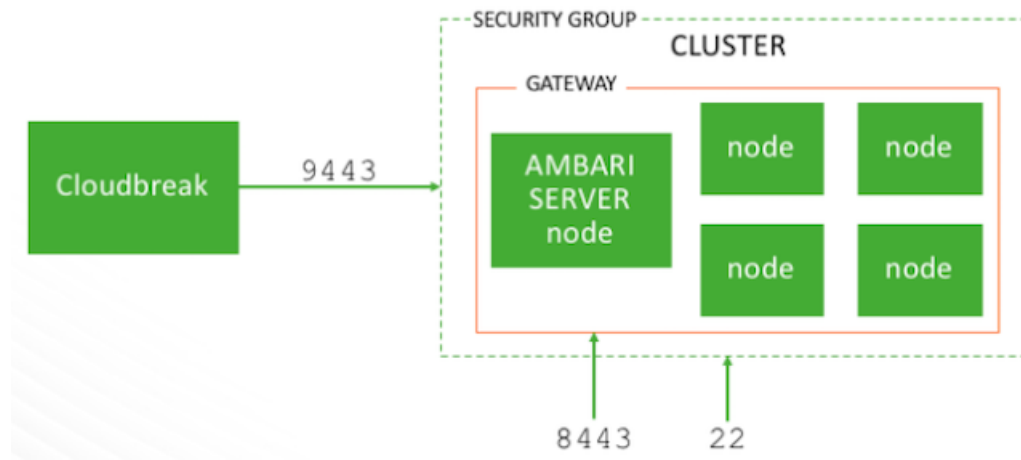 SECURITY GROUP
CLUSTER
GATEWAY
Cloudbreak
9443
AMBARI
SERVER
node
node
node
node
node
8443
22